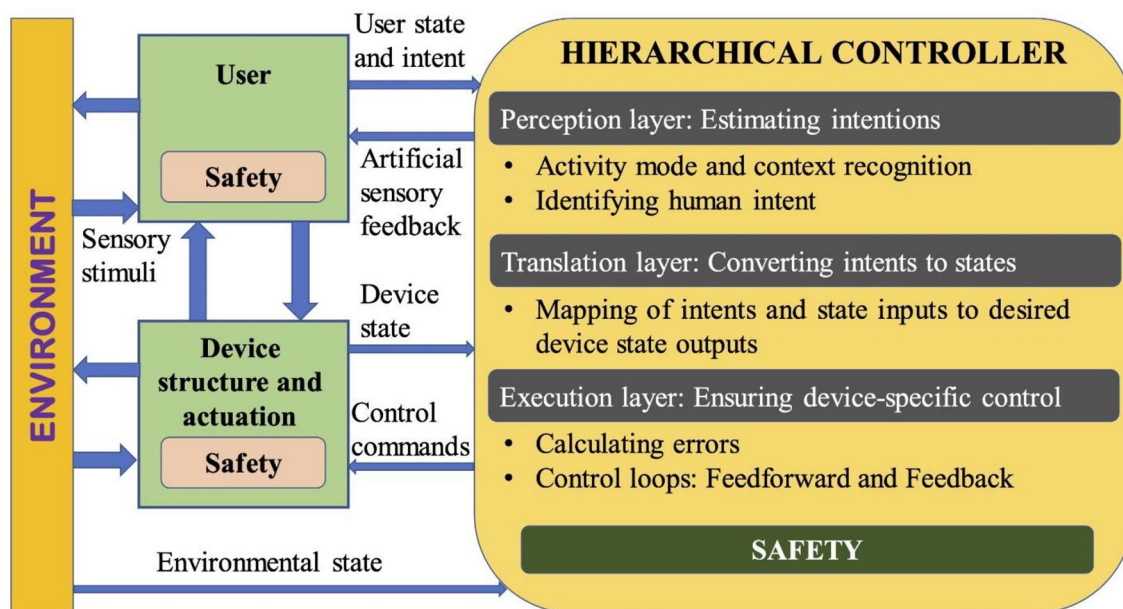 ENVIRONMENT
User
Safety
User state
and intent
Artificial
sensory
feedback
Sensory
stimuli
Device
state
Device
structure and
actuation
Safety
Control
commands
Environmental state
HIERARCHICAL CONTROLLER
Perception layer: Estimating intentions
• Activity mode and context recognition
• Identifying human intent
Translation layer: Converting intents to states
• Mapping of intents and state inputs to desired
device state outputs
Execution layer: Ensuring device-specific control
• Calculating errors
• Control loops: Feedforward and Feedback
SAFETY